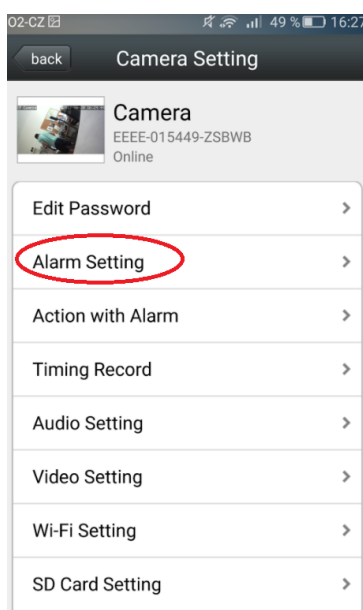 O2-CZ 49 % 16:27
back Camera Setting
Camera
EEEE-015449-ZSBWB
Online
Edit Password
Alarm Setting
Action with Alarm
Timing Record
Audio Setting
Video Setting
Wi-Fi Setting
SD Card Setting